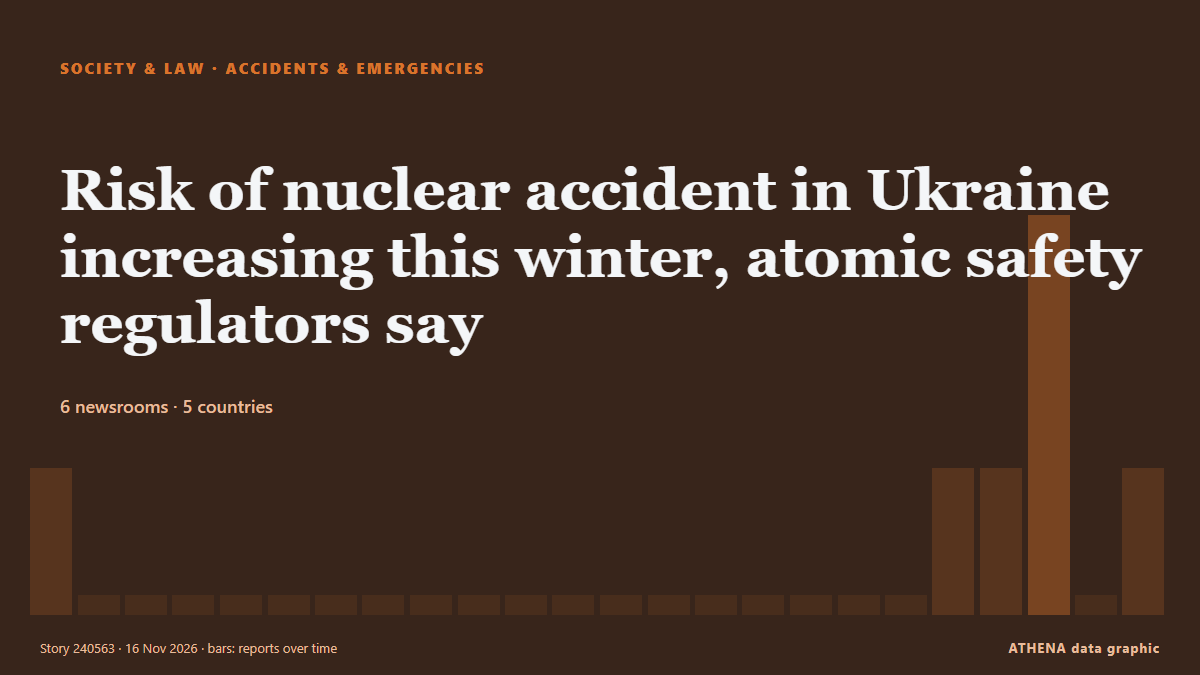 SOCIETY & LAW · ACCIDENTS & EMERGENCIES
Risk of nuclear accident in Ukraine
increasing this winter, atomic safety
regulators say
6 newsrooms · 5 countries
Story 240563 · 16 Nov 2026 · bars: reports over time
ATHENA data graphic